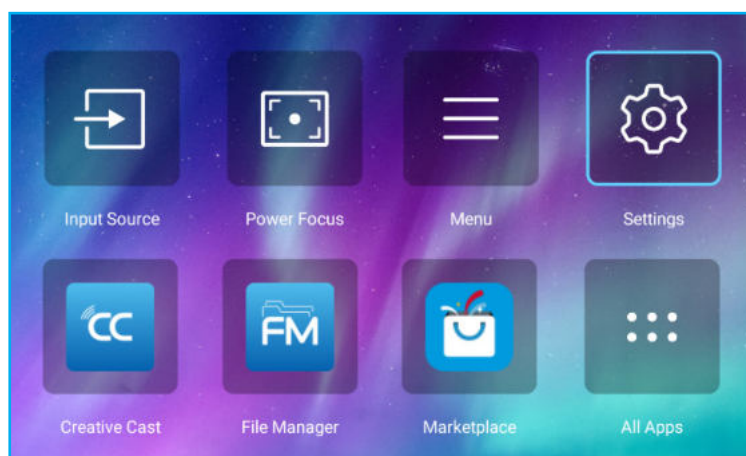 Input Source
Power Focus
Menu
Settings
CC
FM
Creative Cast
File Manager
Marketplace
All Apps